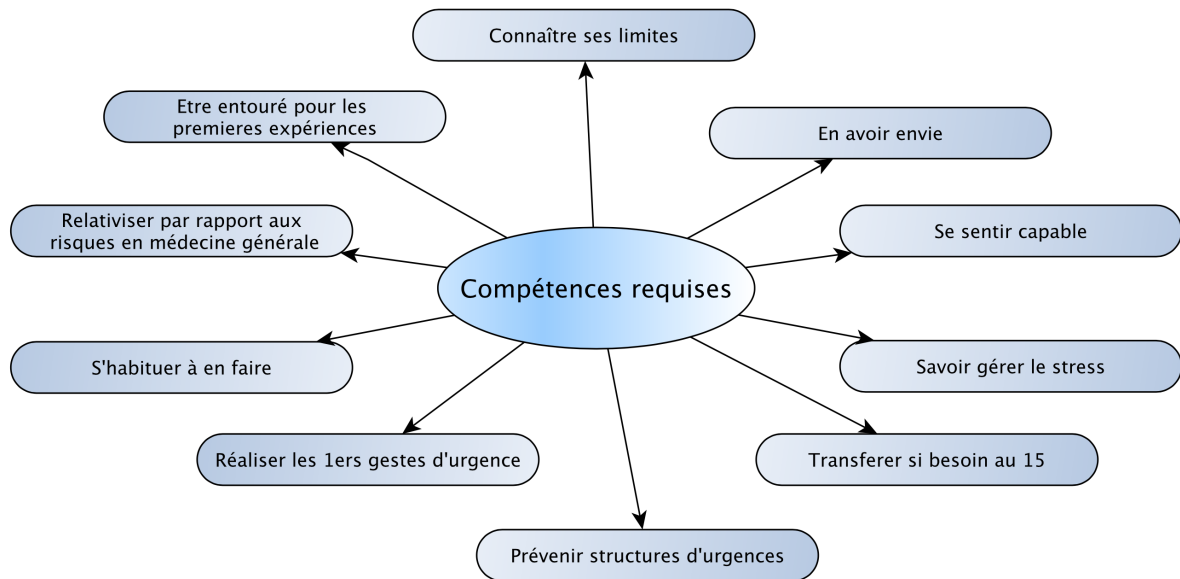 Connaître ses limites
Etre entouré pour les
premieres expériences
En avoir envie
Relativiser par rapport aux
risques en médecine générale
Se sentir capable
Compétences requises
S'habituer à en faire
Savoir gérer le stress
Réaliser les 1ers gestes d'urgence
Transferer si besoin au 15
Prévenir structures d'urgences